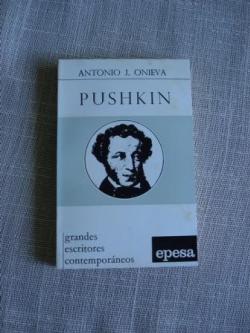 ANTONIO J. ONIEVA
PUSHKIN
grandes
escritores
contemporáneos
epesa